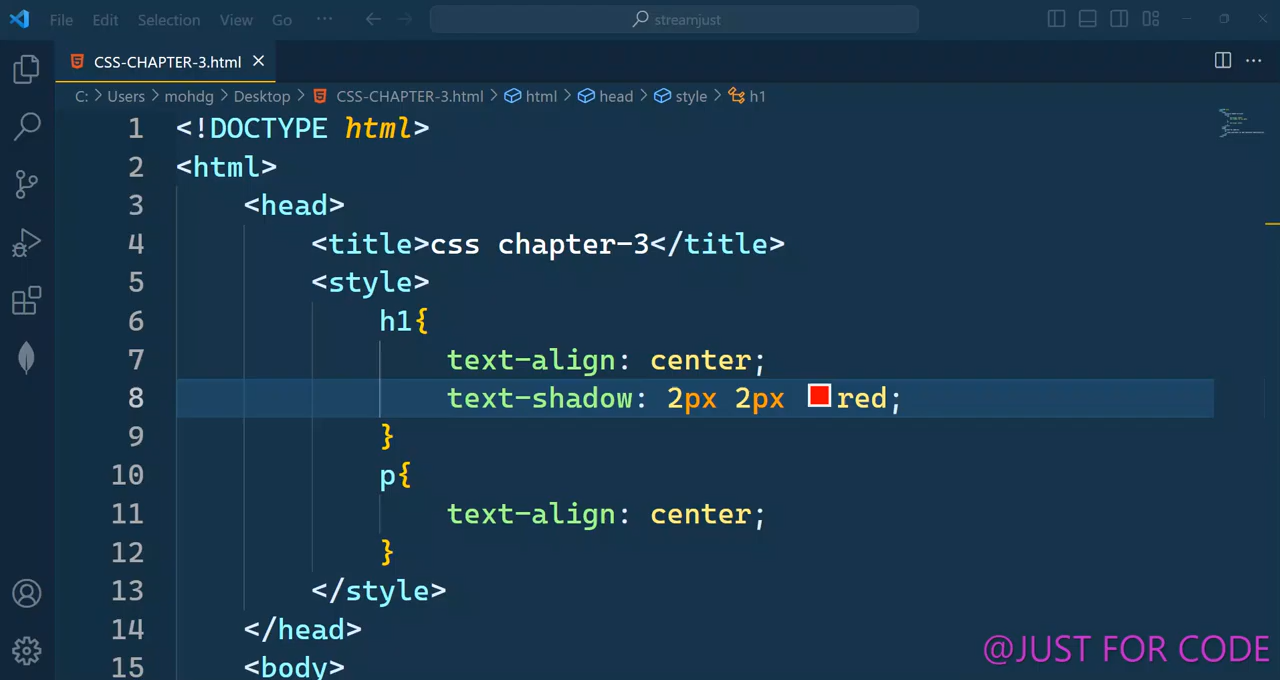 File Edit Selection View Go ··· streamjust
CSS-CHAPTER-3.html
C: > Users > mohdg > Desktop > CSS-CHAPTER-3.html > html > head > style > h1
1 <!DOCTYPE html>
2 <html>
3 <head>
4 <title>css chapter-3</title>
5 <style>
6 h1{
7 text-align: center;
8 text-shadow: 2px 2px red;
9 }
10 p{
11 text-align: center;
12 }
13 </style>
14 </head>
15 <body>
@JUST FOR CODE